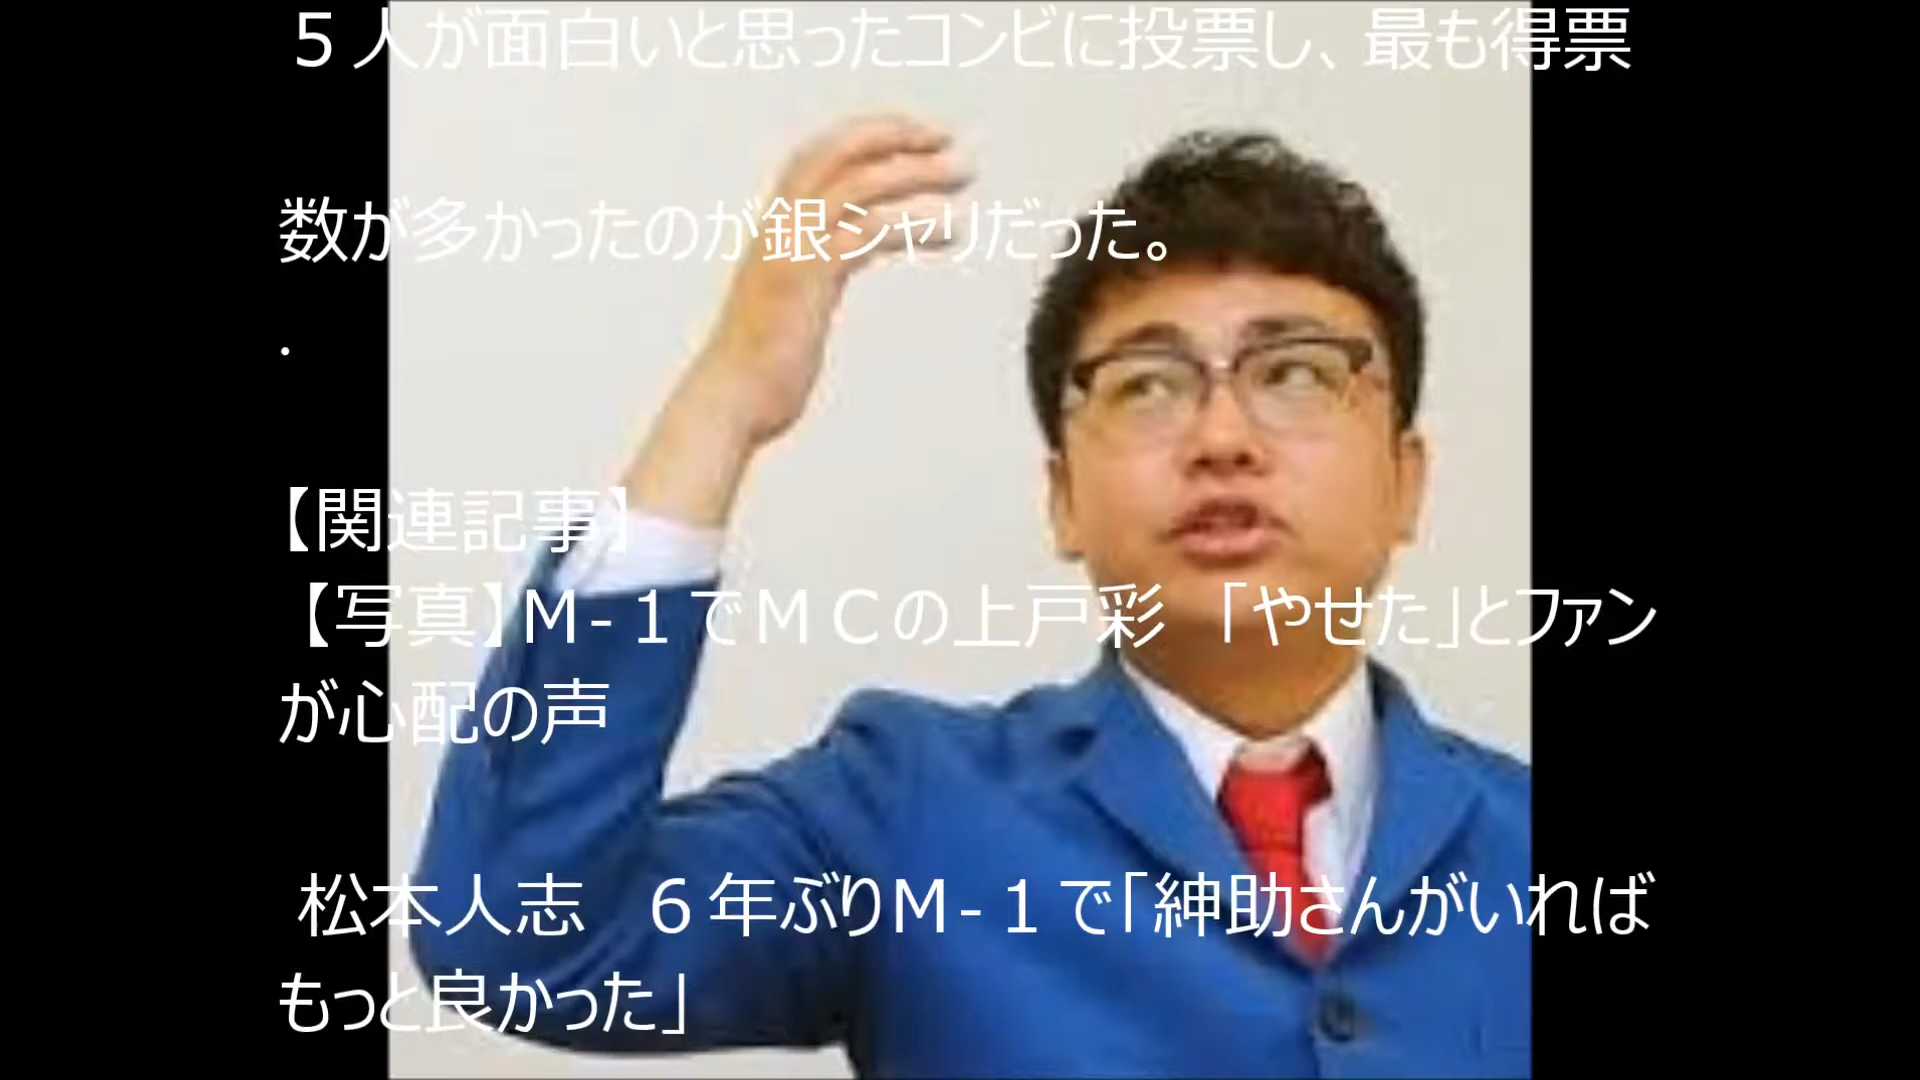 ５人が面白いと思ったコンビに投票し、最も得票
数が多かったのが銀シャリだった。
.
【関連記事】
【写真】Ｍ-１でＭＣの上戸彩　「やせた」とファン
が心配の声
松本人志　６年ぶりＭ-１で「紳助さんがいれば
もっと良かった」